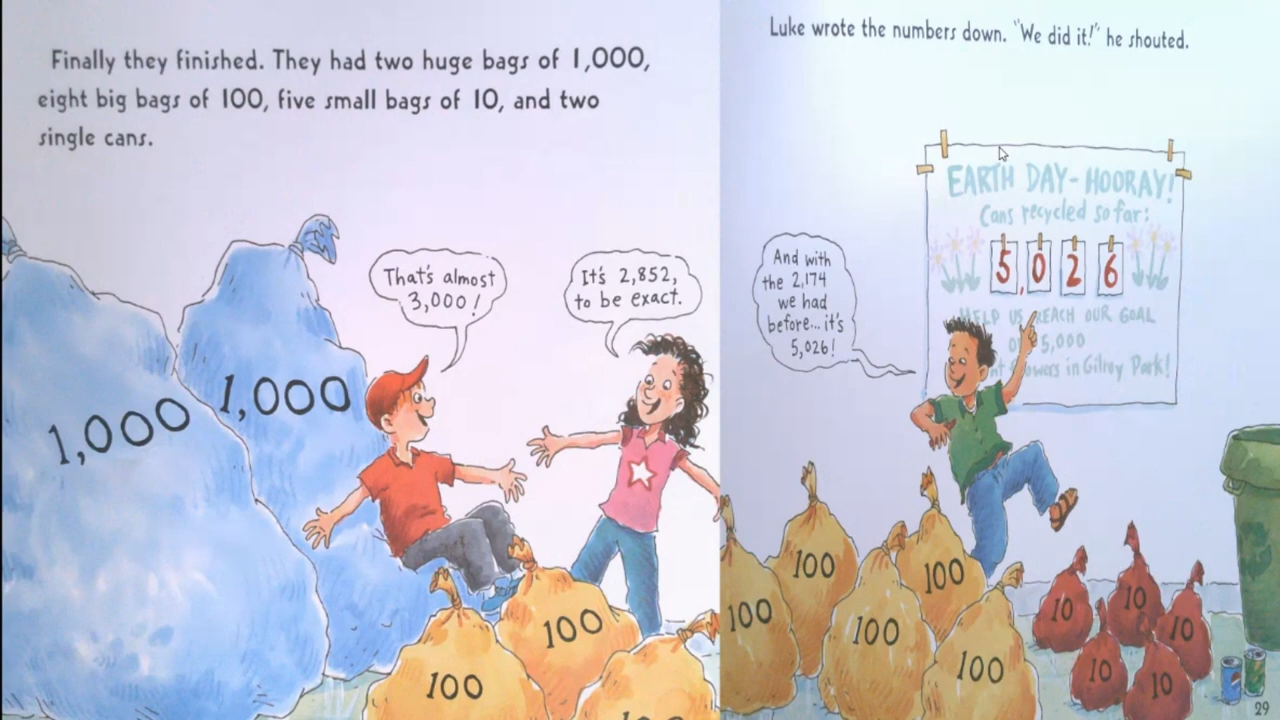 Finally they finished. They had two huge bags of 1,000,
eight big bags of 100, five small bags of 10, and two
single cans.
That's almost
3,000!
It's 2,852,
to be exact.
1,000
1,000
100
100
Luke wrote the numbers down. "We did it!" he shouted.
EARTH DAY-HOORAY!
Cans recycled so far:
5,026
HELP US REACH OUR GOAL
5,000
in Gilroy Park!
And with
the 2,174
we had
before... it's
5,026!
100
100
100
100
100
10
10
10
10
10
29